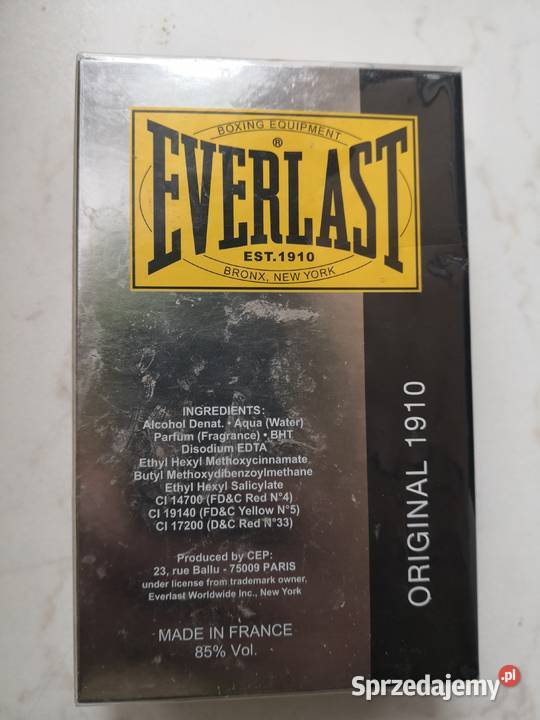 BOXING EQUIPMENT
EVERLAST®
EST.1910
BRONX, NEW YORK
INGREDIENTS:
Alcohol Denat. • Aqua (Water)
Parfum (Fragrance) • BHT
Disodium EDTA
Ethyl Hexyl Methoxycinnamate
Butyl Methoxydibenzoylmethane
Ethyl Hexyl Salicylate
CI 14700 (FD&C Red N°4)
CI 19140 (FD&C Yellow N°5)
CI 17200 (D&C Red N°33)
Produced by CEP:
23, rue Ballu - 75009 PARIS
under license from trademark owner,
Everlast Worldwide Inc., New York
MADE IN FRANCE
85% Vol.
ORIGINAL 1910
Sprzedajemy.pl